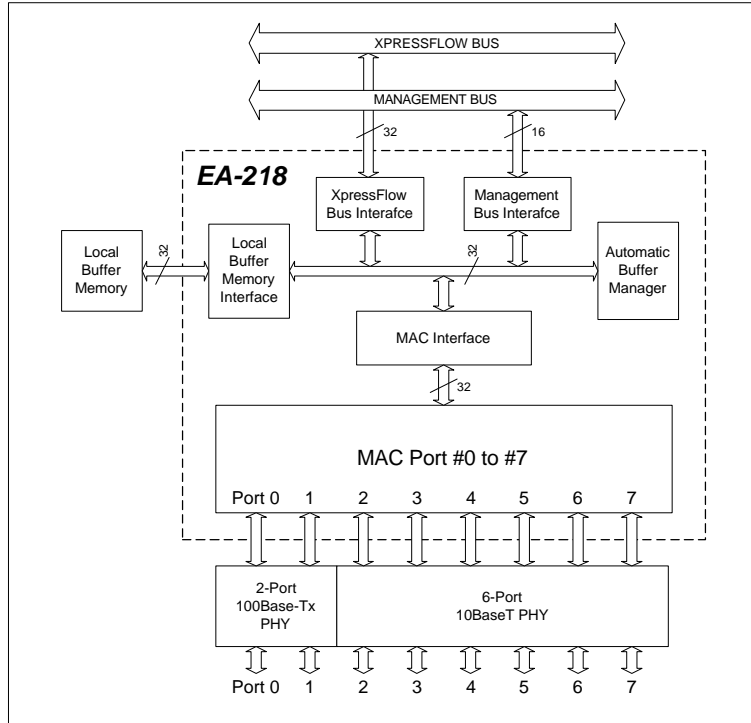 XPRESSFLOW BUS
MANAGEMENT BUS
32
16
EA-218
XpressFlow
Bus Interafce
Management
Bus Interafce
Local
Buffer
Memory
32
Local
Buffer
Memory
Interface
32
Automatic
Buffer
Manager
MAC Interface
32
MAC Port #0 to #7
Port 0 1 2 3 4 5 6 7
2-Port
100Base-Tx
PHY
6-Port
10BaseT PHY
Port 0 1 2 3 4 5 6 7